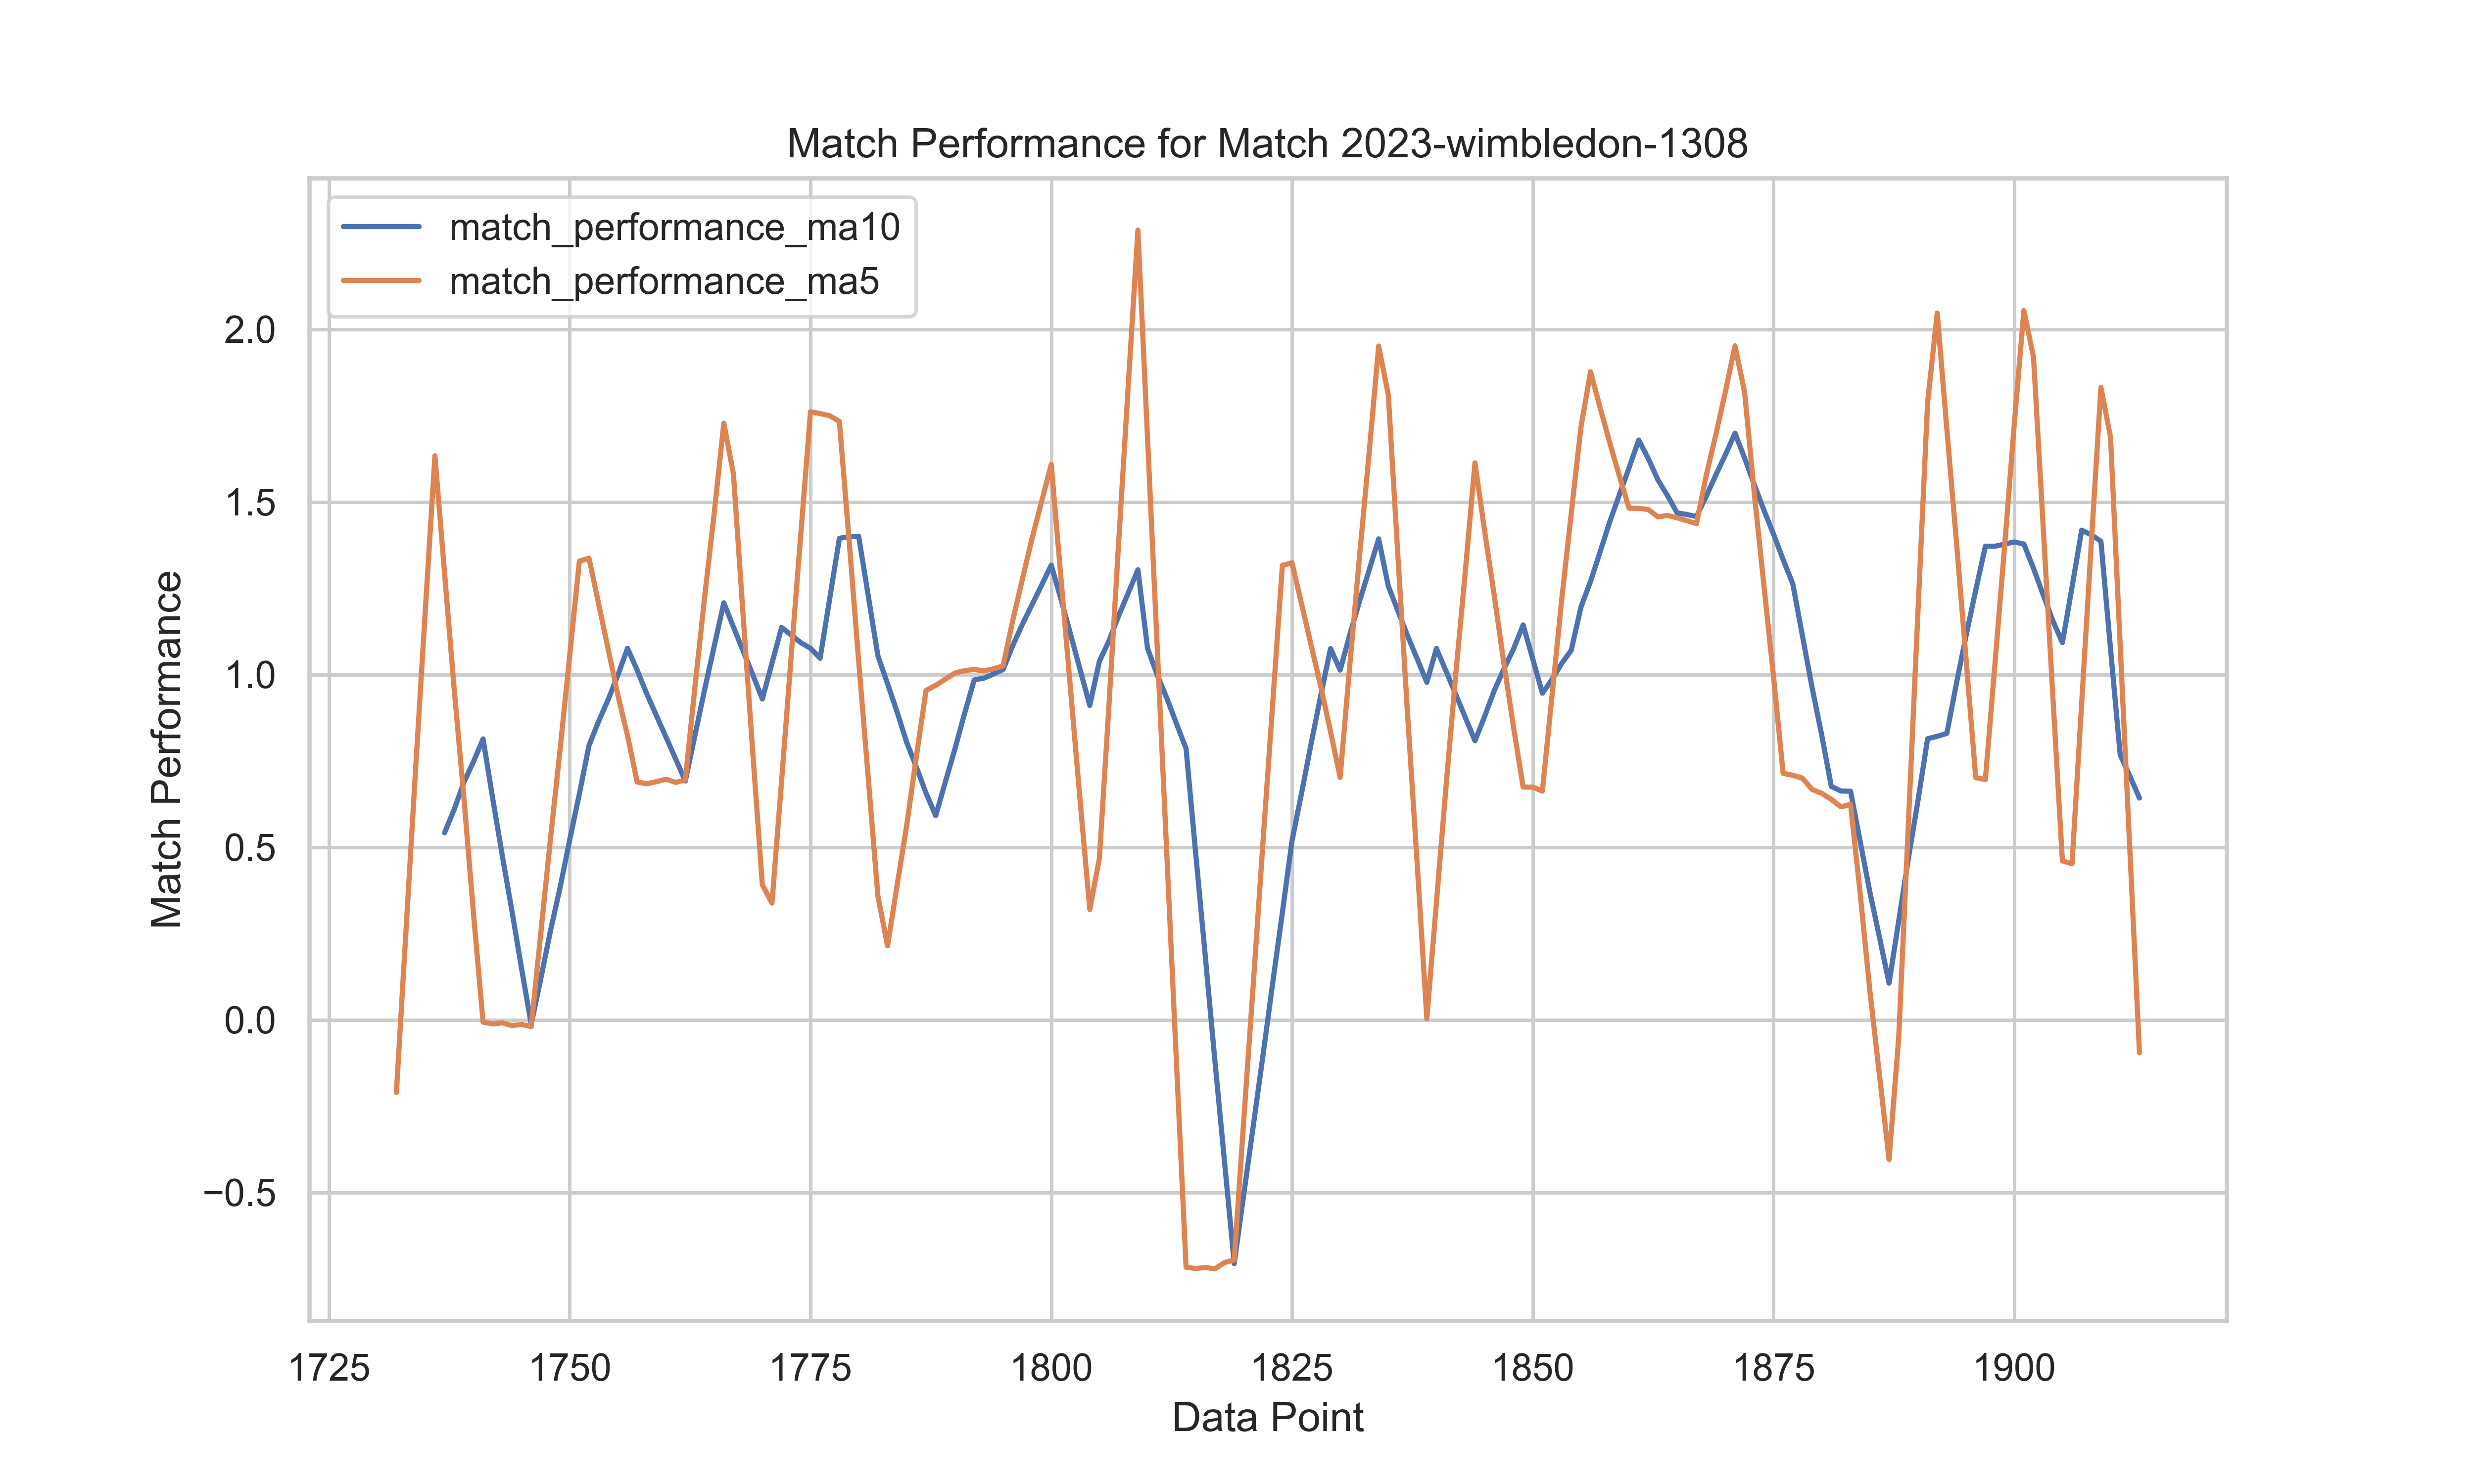 Match Performance for Match 2023-wimbledon-1308
match_performance_ma10
match_performance_ma5
2.0
1.5
1.0
0.5
0.0
−0.5
Match Performance
1725 1750 1775 1800 1825 1850 1875 1900
Data Point